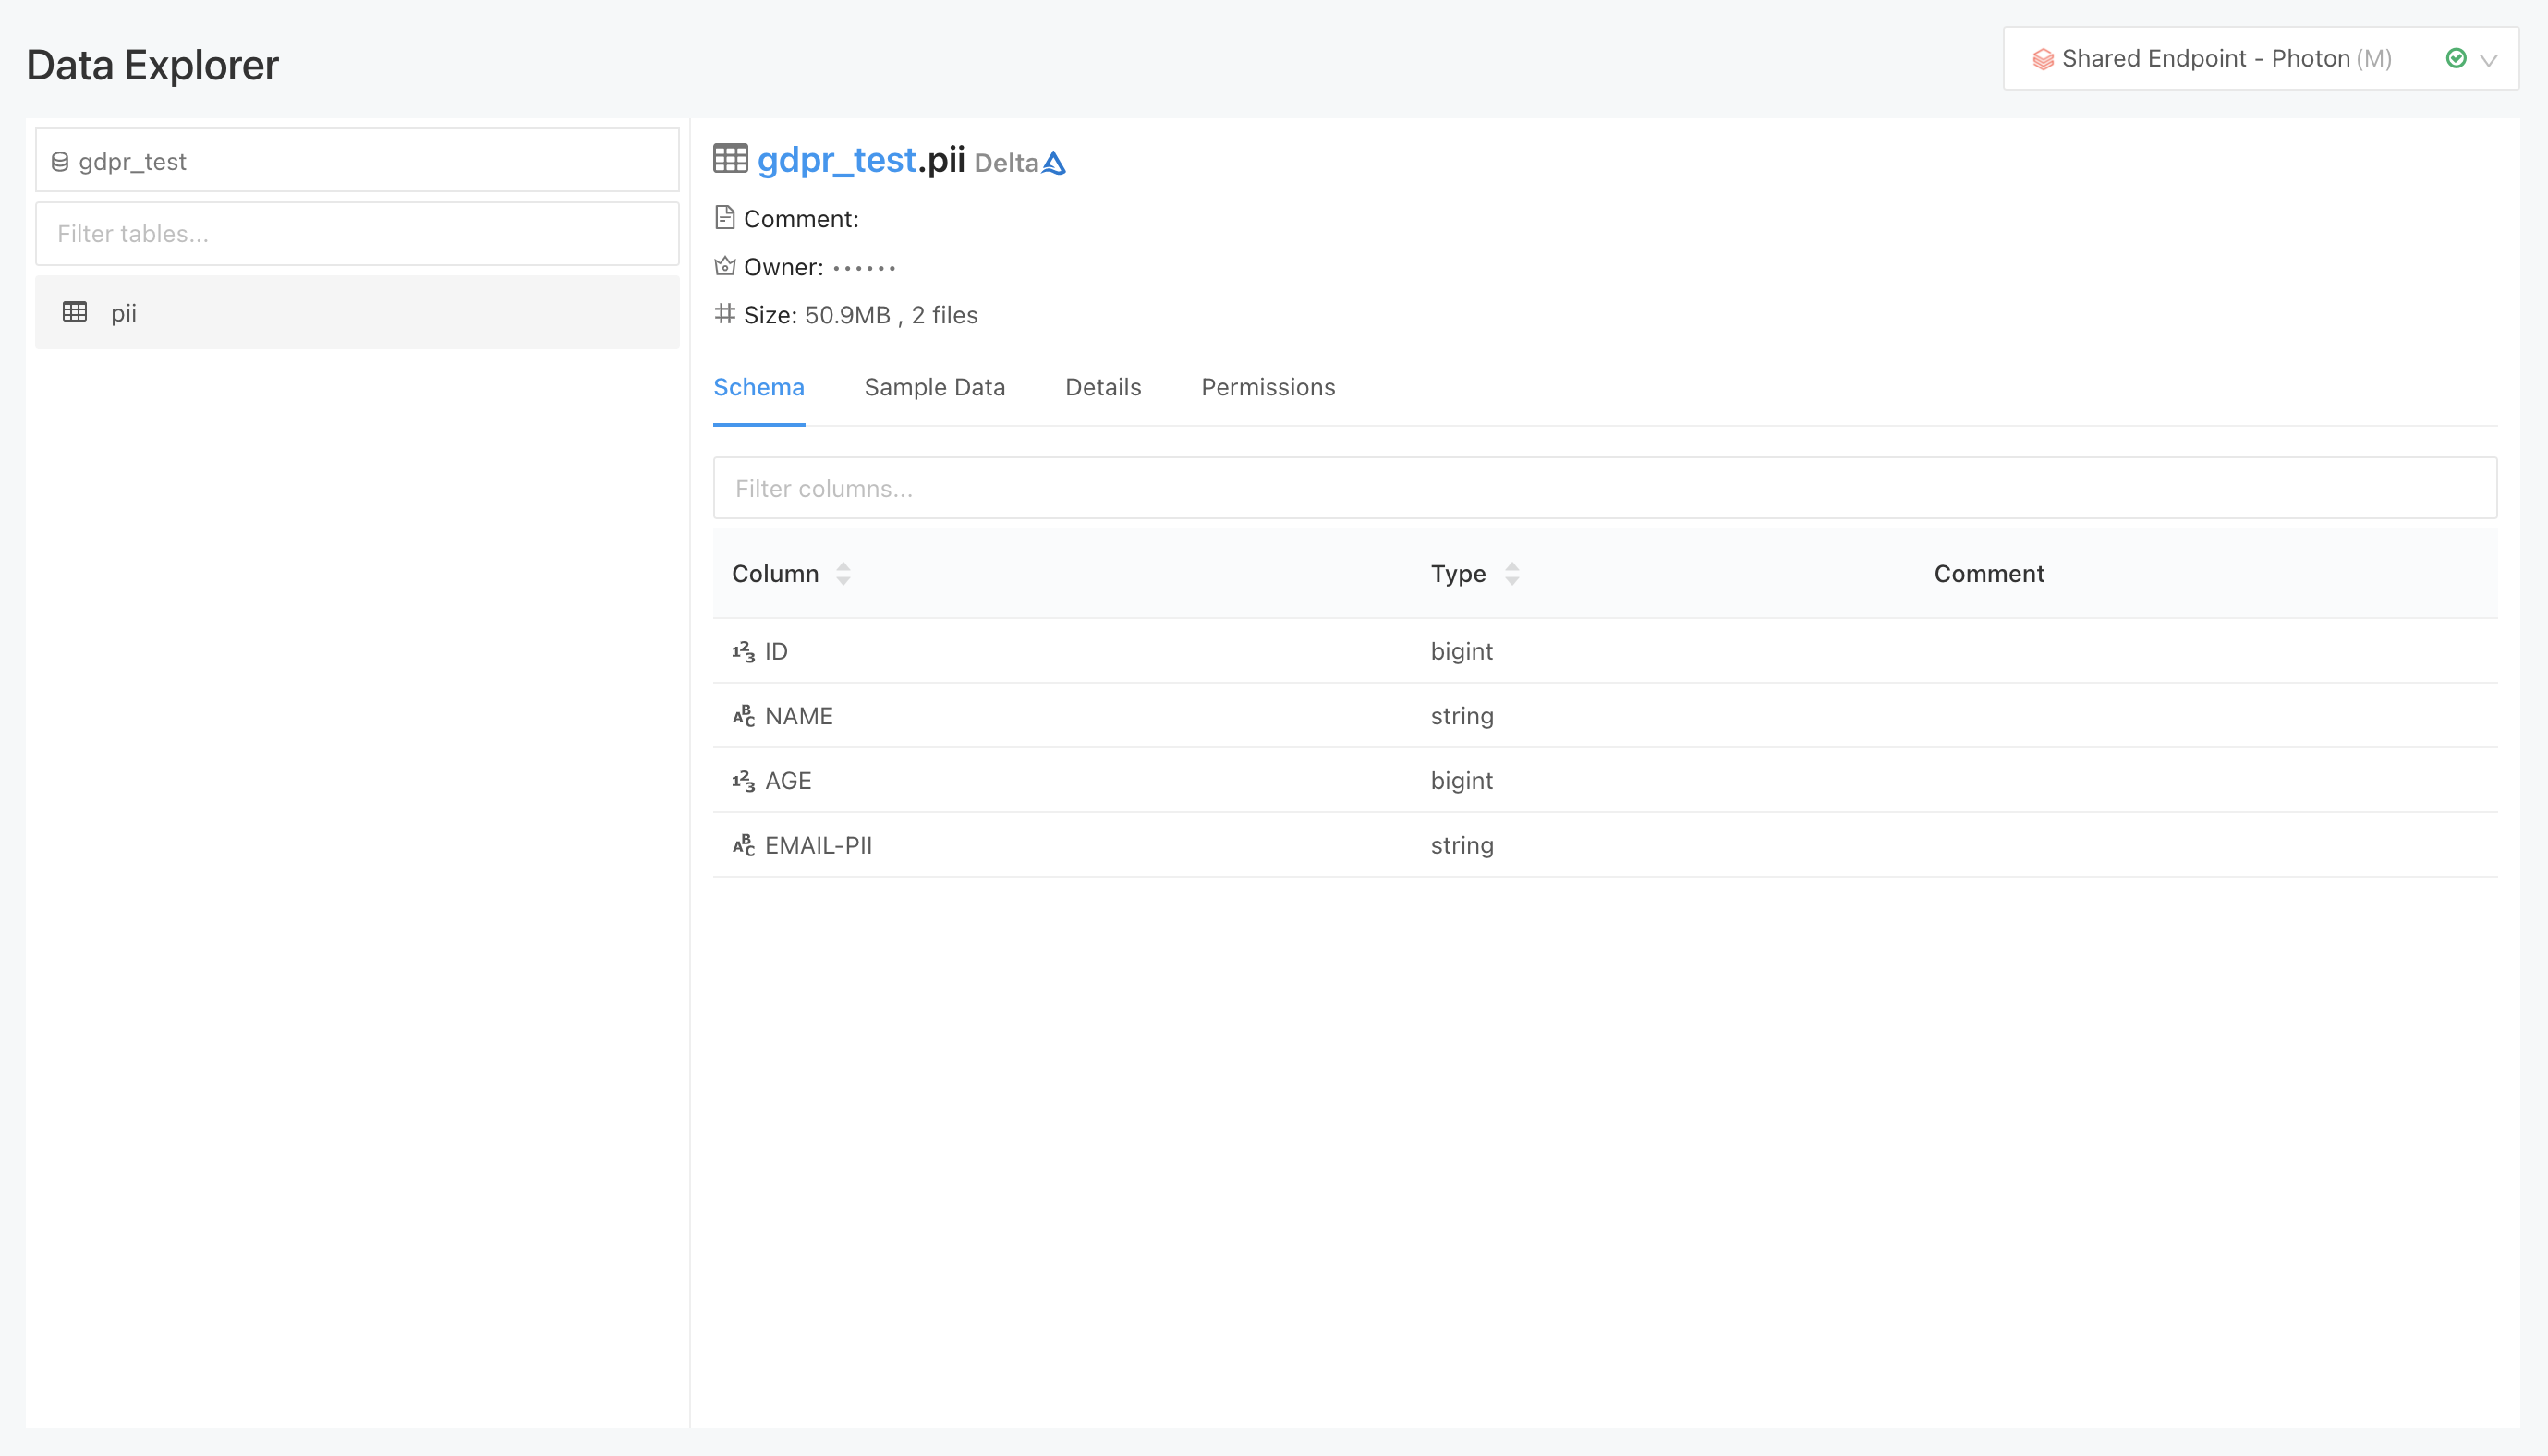 Data Explorer
Shared Endpoint - Photon (M)
gdpr_test
Filter tables...
pii
gdpr_test.pii Delta
Comment:
Owner: ••••••
Size: 50.9MB , 2 files
Schema Sample Data Details Permissions
Filter columns...
Column Type Comment
ID bigint
NAME string
AGE bigint
EMAIL-PII string